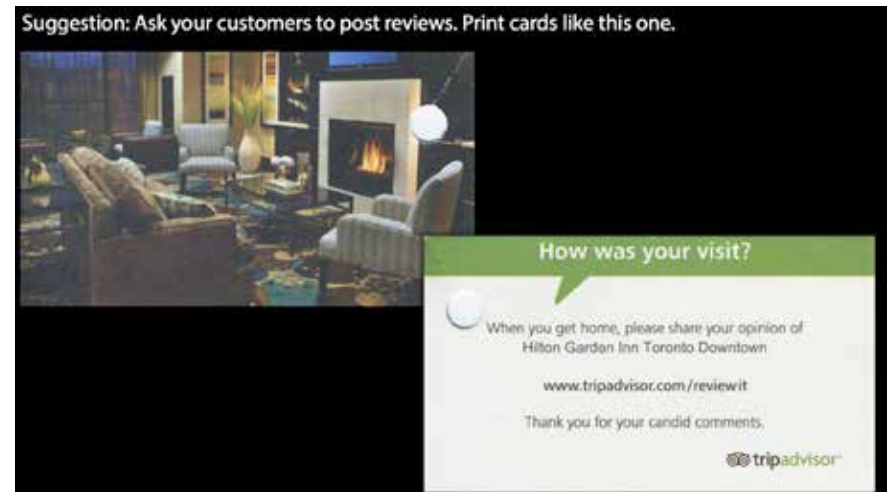 Suggestion: Ask your customers to post reviews. Print cards like this one.
How was your visit?
When you get home, please share your opinion of
Hilton Garden Inn Toronto Downtown
www.tripadvisor.com/reviewit
Thank you for your candid comments.
tripadvisor